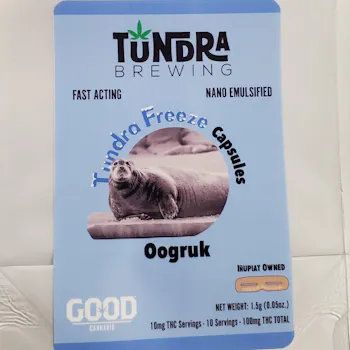 TUNDRA
BREWING
FAST ACTING
NANO EMULSIFIED
Tundra Freeze
Capsules
Oogruk
INUPIAT OWNED
GOOD
CANNABIS
NET WEIGHT: 1.5g (0.05oz.)
10mg THC Servings - 10 Servings - 100mg THC TOTAL